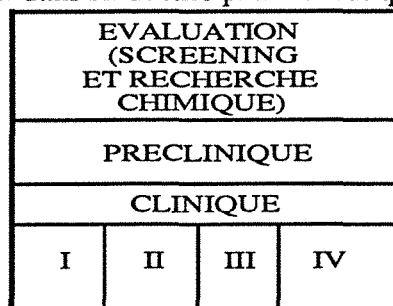 EVALUATION
(SCREENING
ET RECHERCHE
CHIMIQUE)
PRECLINIQUE
CLINIQUE
I II III IV